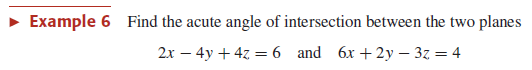 ► Example 6 Find the acute angle of intersection between the two planes
2x − 4y + 4z = 6 and 6x + 2y − 3z = 4